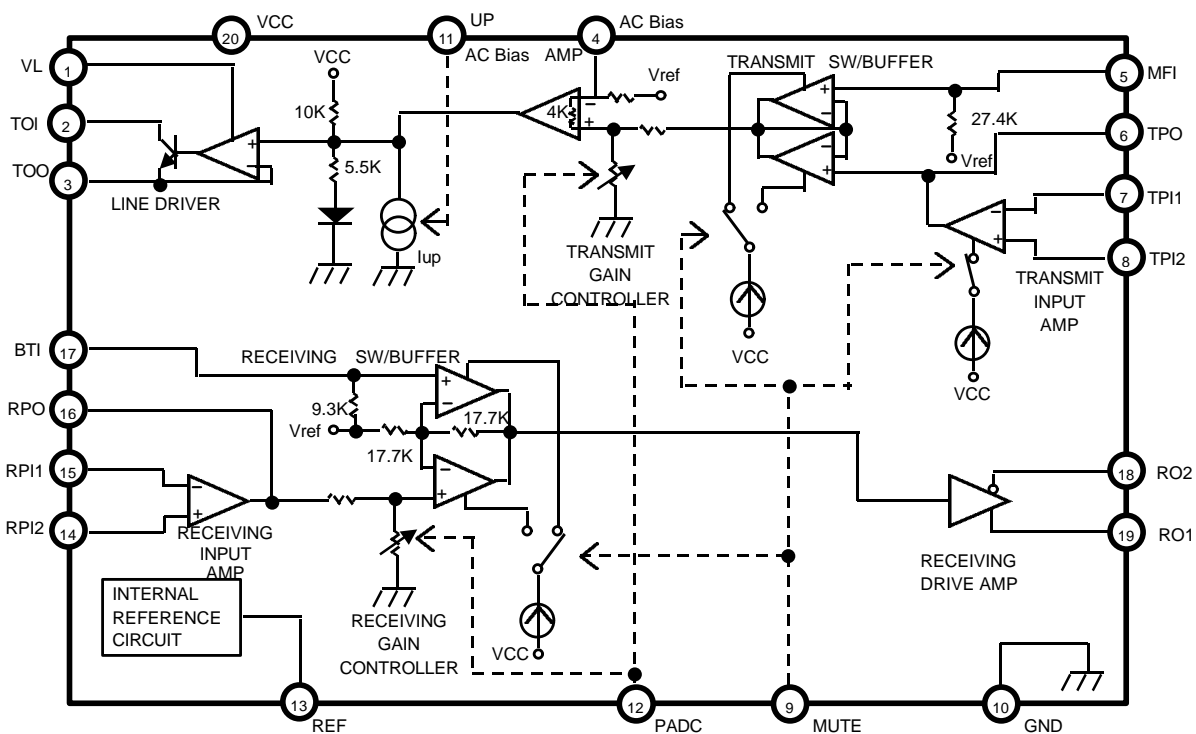 VCC
UP
AC Bias
20
11
4
VL
1
VCC
AC Bias AMP
TRANSMIT SW/BUFFER
5
MFI
Vref
10K
4K
27.4K
TOI
2
6
TPO
Vref
5.5K
TOO
3
7
TPI1
LINE DRIVER
Iup
TRANSMIT
GAIN
CONTROLLER
TRANSMIT
INPUT
AMP
8
TPI2
VCC
VCC
BTI
17
RECEIVING SW/BUFFER
RPO
16
9.3K
17.7K
Vref
17.7K
RPI1
15
18
RO2
RPI2
14
RECEIVING
INPUT
AMP
19
RO1
RECEIVING
DRIVE AMP
INTERNAL
REFERENCE
CIRCUIT
RECEIVING
GAIN
CONTROLLER
VCC
13
REF
12
PADC
9
MUTE
10
GND